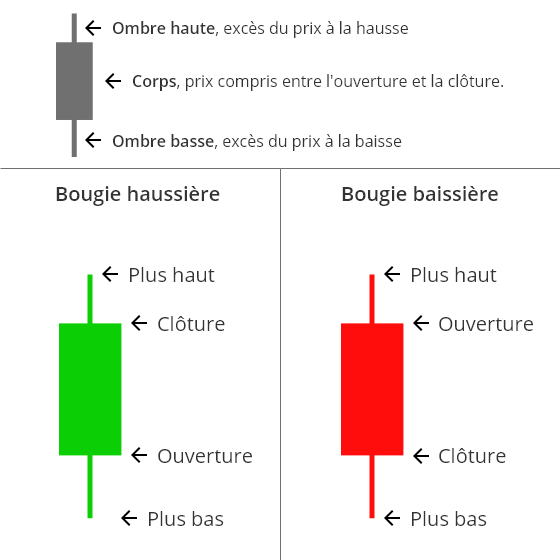 Ombre haute, excès du prix à la hausse
Corps, prix compris entre l'ouverture et la clôture.
Ombre basse, excès du prix à la baisse
Bougie haussière
Plus haut
Clôture
Ouverture
Plus bas
Bougie baissière
Plus haut
Ouverture
Clôture
Plus bas